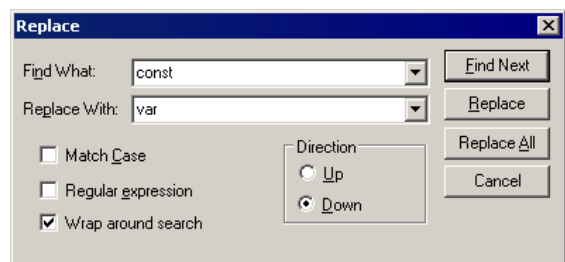 Replace
Find What: const
Find Next
Replace With: var
Replace
Match Case
Direction
Replace All
Up
Regular expression
Cancel
Down
Wrap around search